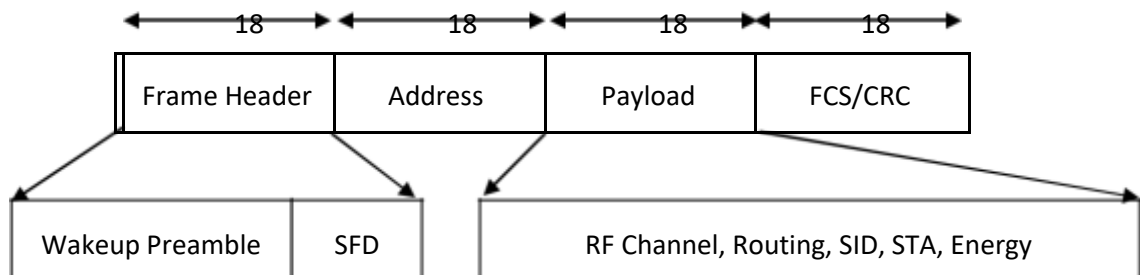 18 18 18 18
Frame Header Address Payload FCS/CRC
Wakeup Preamble SFD RF Channel, Routing, SID, STA, Energy